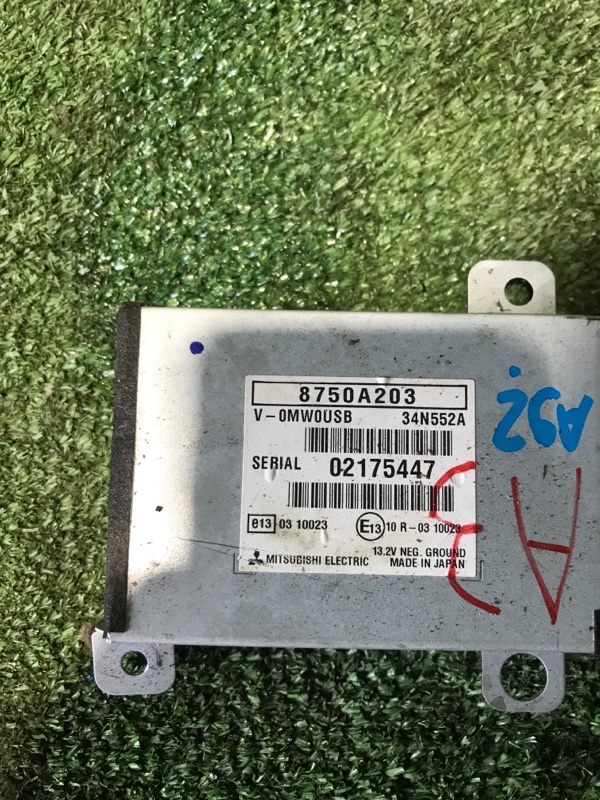 8750A203
V-0MW0USB 34N552A
SERIAL 02175447
e13 03 10023 E13 10 R-03 10023
MITSUBISHI ELECTRIC 13.2V NEG. GROUND
MADE IN JAPAN
A92